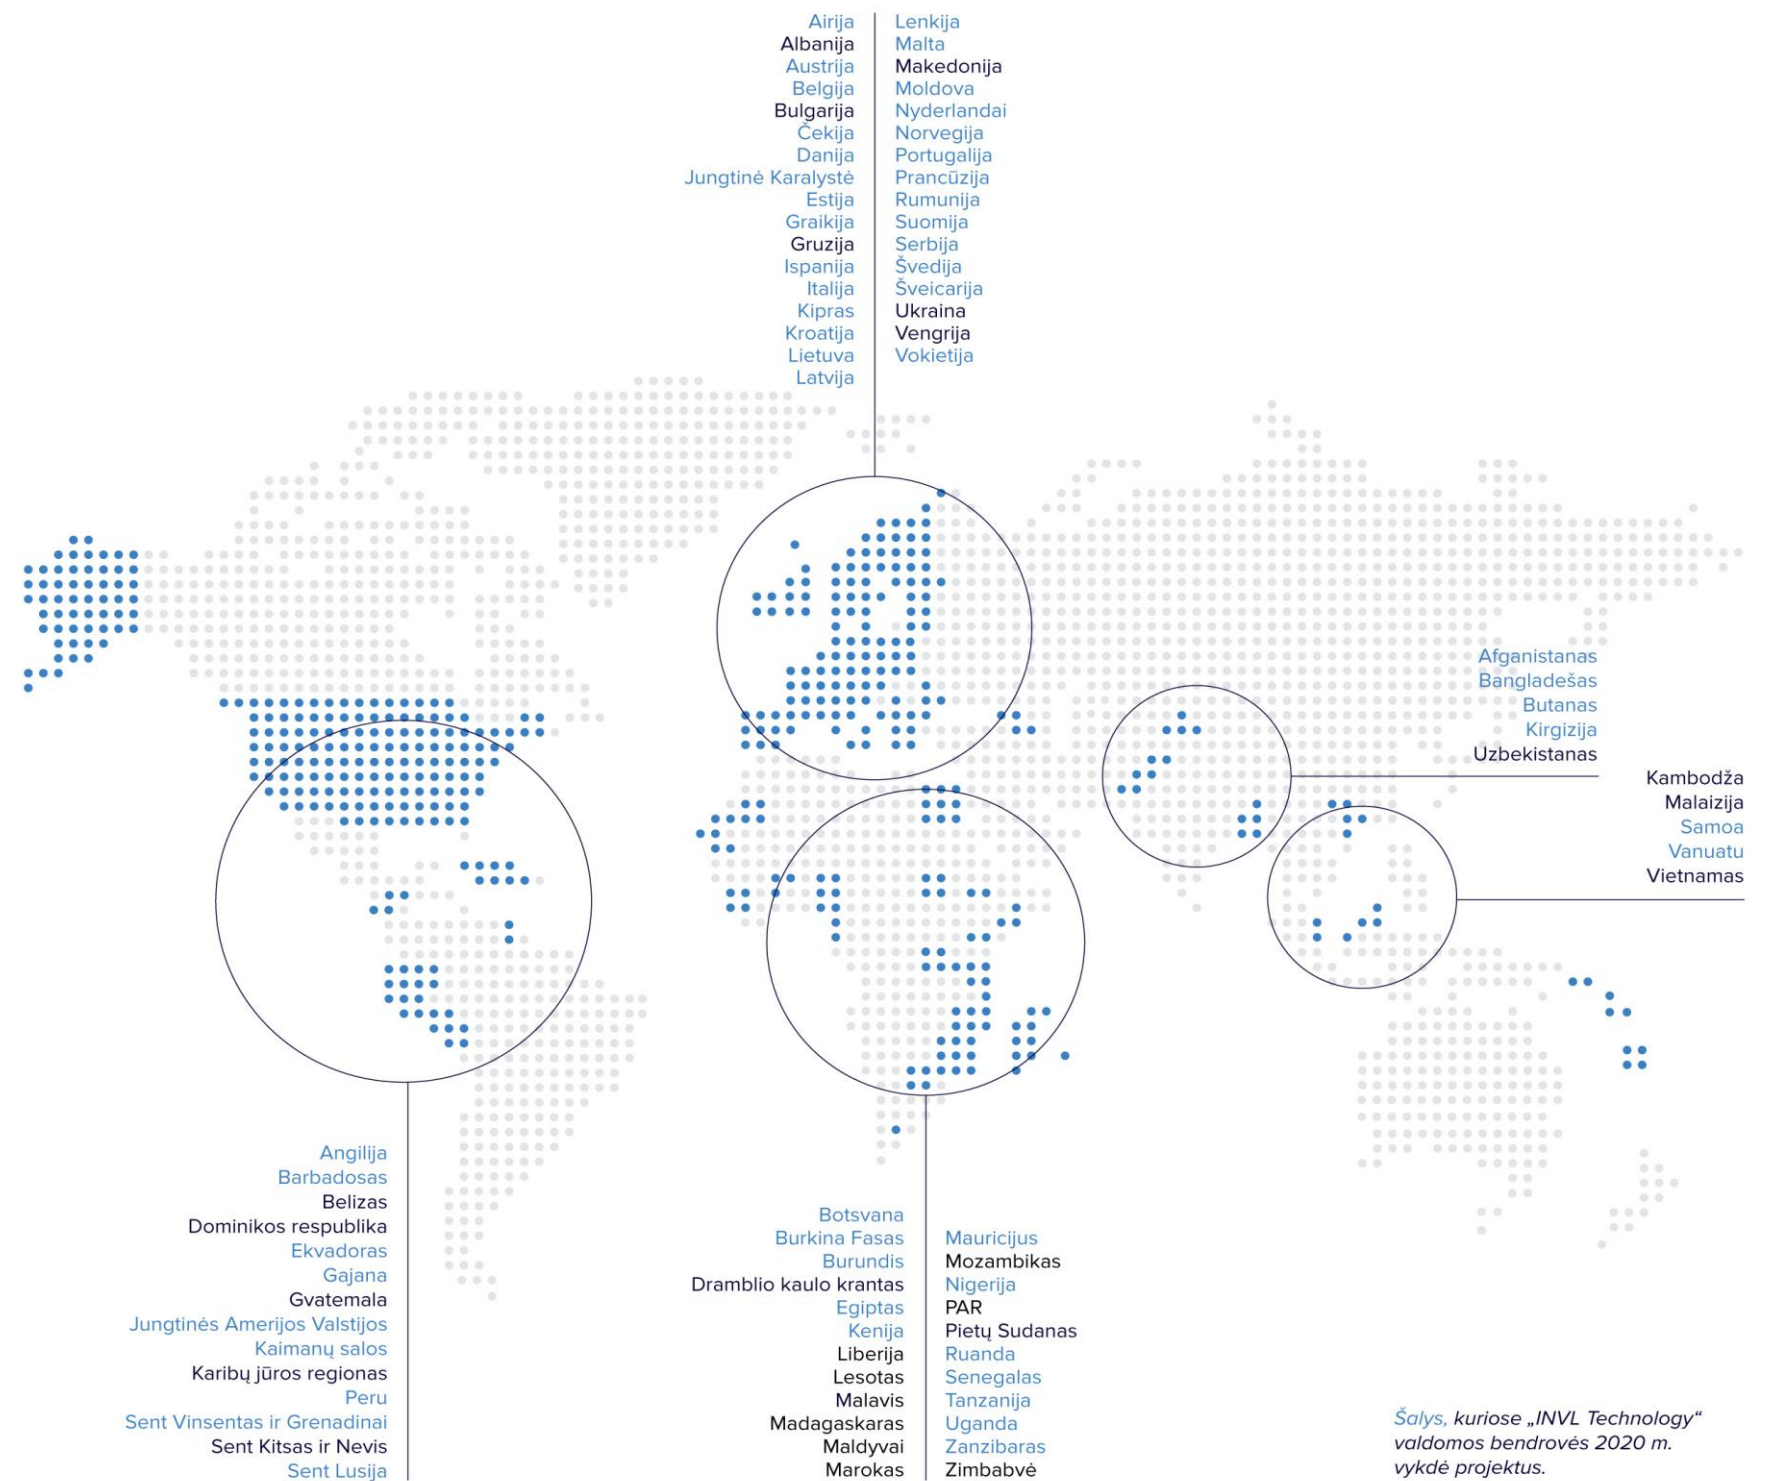 Airija
Albanija
Austrija
Belgija
Bulgarija
Čekija
Danija
Jungtinė Karalystė
Estija
Graikija
Gruzija
Ispanija
Italija
Kipras
Kroatija
Lietuva
Latvija
Lenkija
Malta
Makedonija
Moldova
Nyderlandai
Norvegija
Portugalija
Prancūzija
Rumunija
Suomija
Serbija
Švedija
Šveicarija
Ukraina
Vengrija
Vokietija
Afganistanas
Bangladešas
Butanas
Kirgizija
Uzbekistanas
Kambodža
Malaizija
Samoa
Vanuatu
Vietnamas
Angilija
Barbadosas
Belizas
Dominikos respublika
Ekvadoras
Gajana
Gvatemala
Jungtinės Amerijos Valstijos
Kaimanų salos
Karibų jūros regionas
Peru
Sent Vinsentas ir Grenadinai
Sent Kitsas ir Nevis
Sent Lusija
Botsvana
Burkina Fasas
Burundis
Dramblio kaulo krantas
Egiptas
Kenija
Liberija
Lesotas
Malavis
Madagaskaras
Maldyvai
Marokas
Mauricijus
Mozambikas
Nigerija
PAR
Pietų Sudanas
Ruanda
Senegalas
Tanzanija
Uganda
Zanzibaras
Zimbabvė
Šalys, kuriose „INVL Technology“
valdomos bendrovės 2020 m.
vykdė projektus.